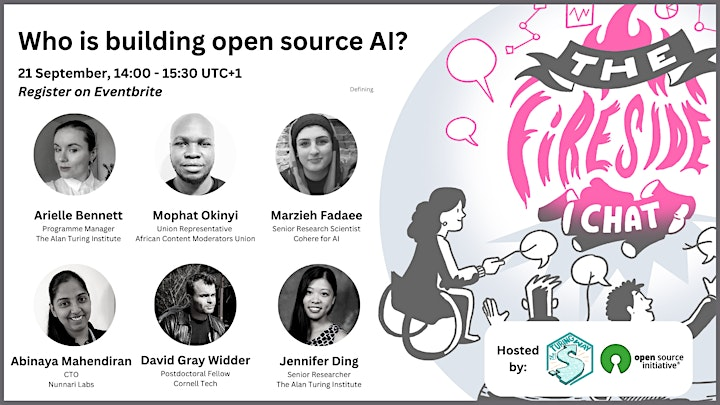 Who is building open source AI?
21 September, 14:00 - 15:30 UTC+1
Register on Eventbrite
Defining.
Arielle Bennett
Programme Manager
The Alan Turing Institute
Mophat Okinyi
Union Representative
African Content Moderators Union
Marzieh Fadaee
Senior Research Scientist
Cohere for AI
Abinaya Mahendiran
CTO
Nunnari Labs
David Gray Widder
Postdoctoral Fellow
Cornell Tech
Jennifer Ding
Senior Researcher
The Alan Turing Institute
THE
FIRESIDE
CHAT
Hosted
by:
the
TURING WAY
open source
initiative®